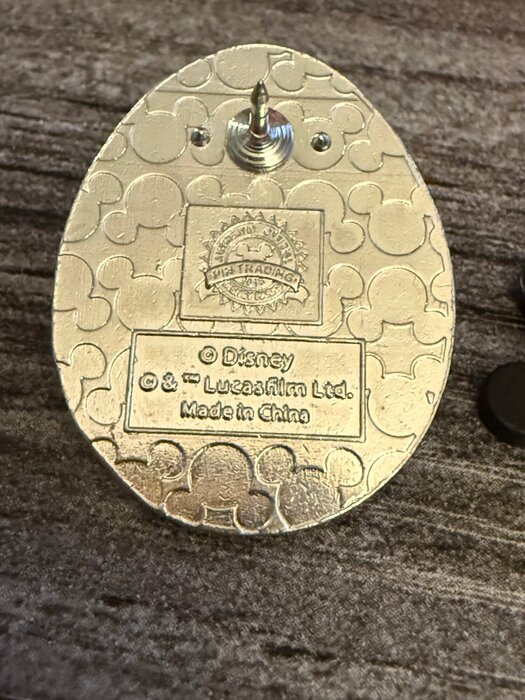 PIN TRADING
© Disney
© & ™ Lucasfilm Ltd.
Made in China